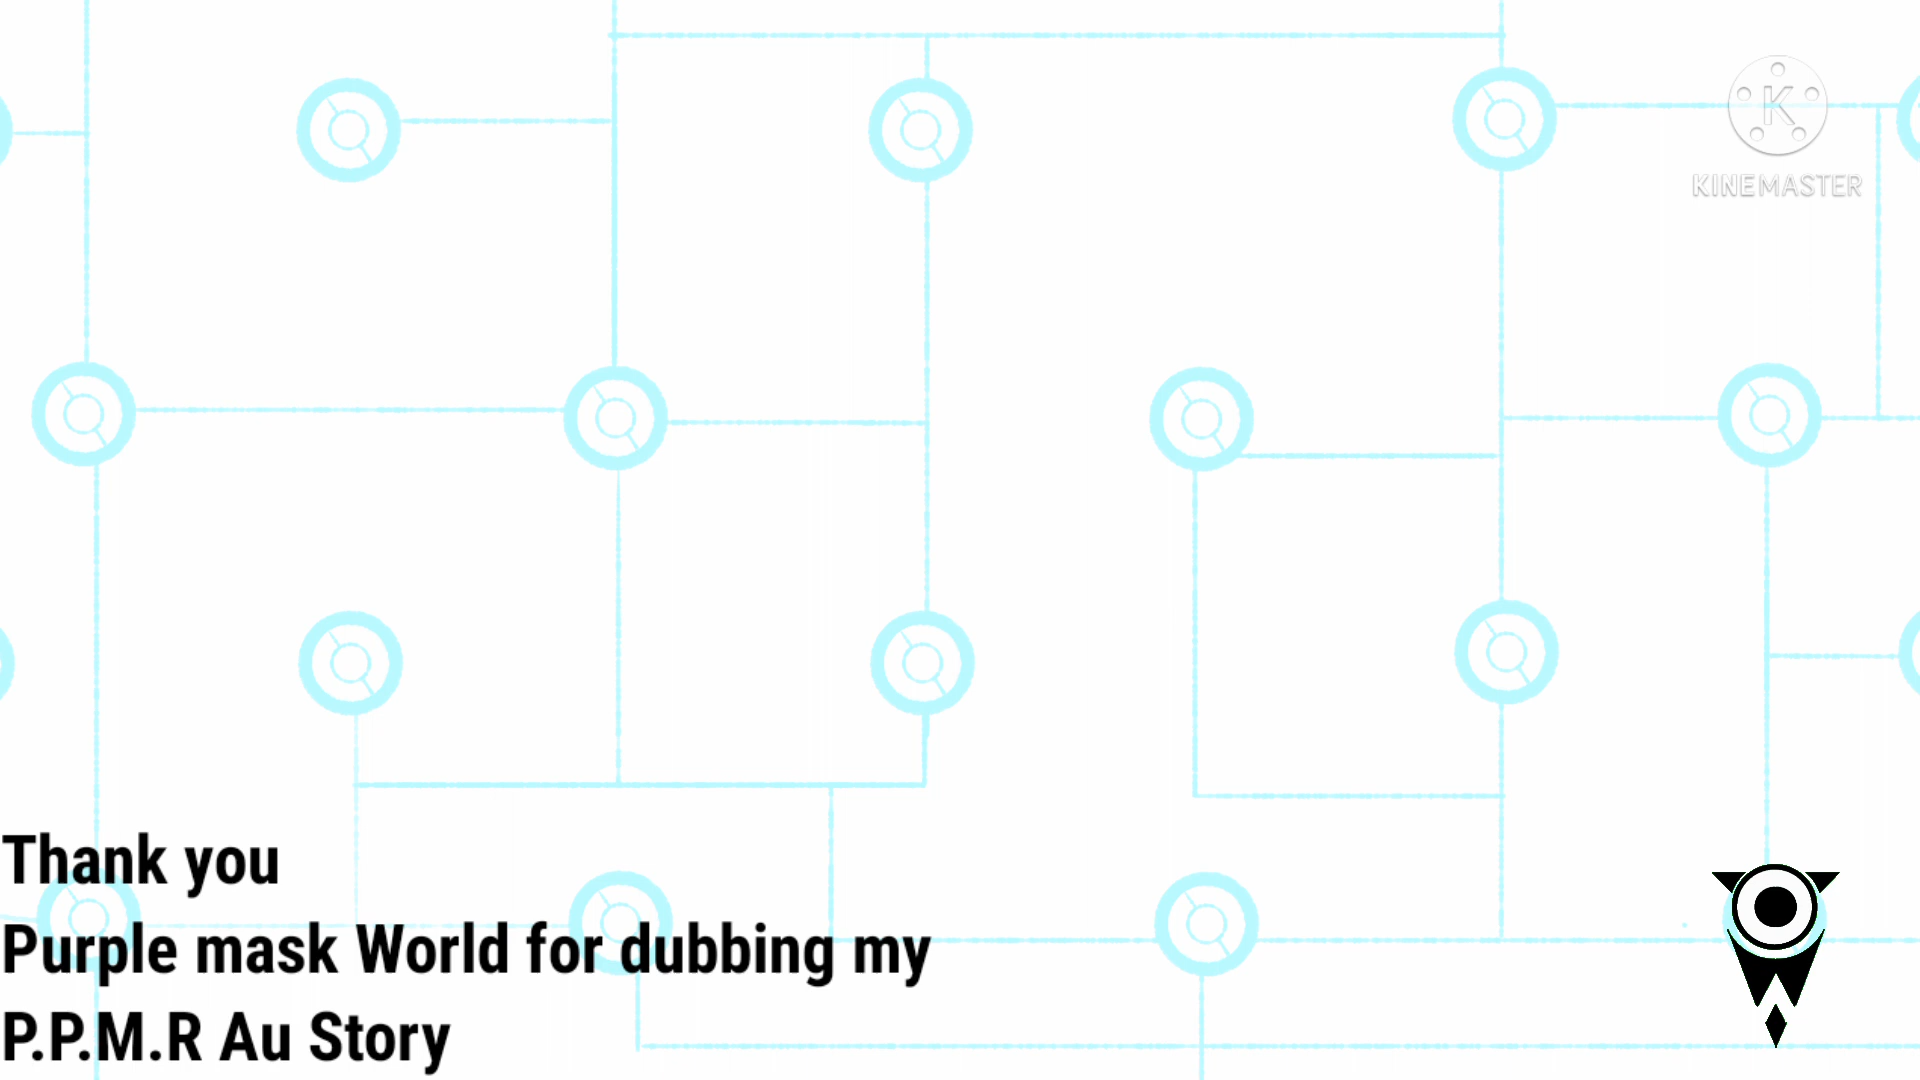 K
KINEMASTER
Thank you
Purple mask World for dubbing my
P.P.M.R Au Story